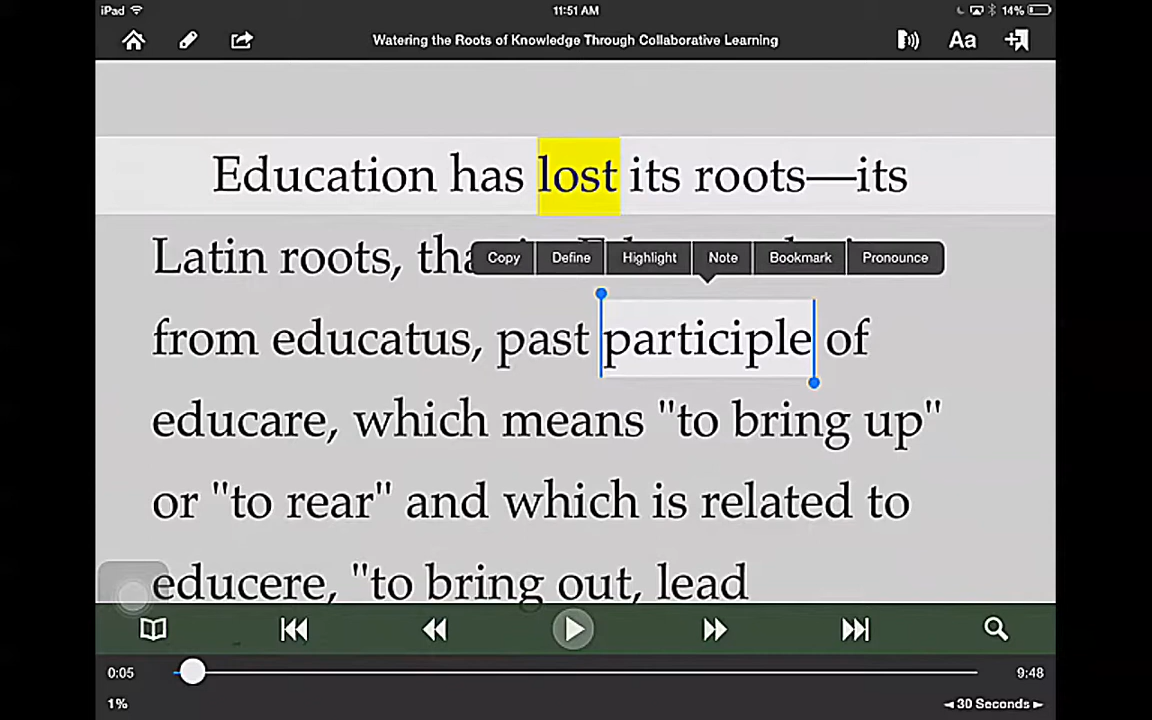 iPad 11:51 AM 14%
Aa Watering the Roots of Knowledge Through Collaborative Learning
Education has lost its roots—its
Latin roots,
Copy Define Highlight Note Bookmark Pronounce
from educatus, past participle of
educare, which means "to bring up"
or "to rear" and which is related to
educere, "to bring out, lead
0:05 9:48
1% 30 Seconds